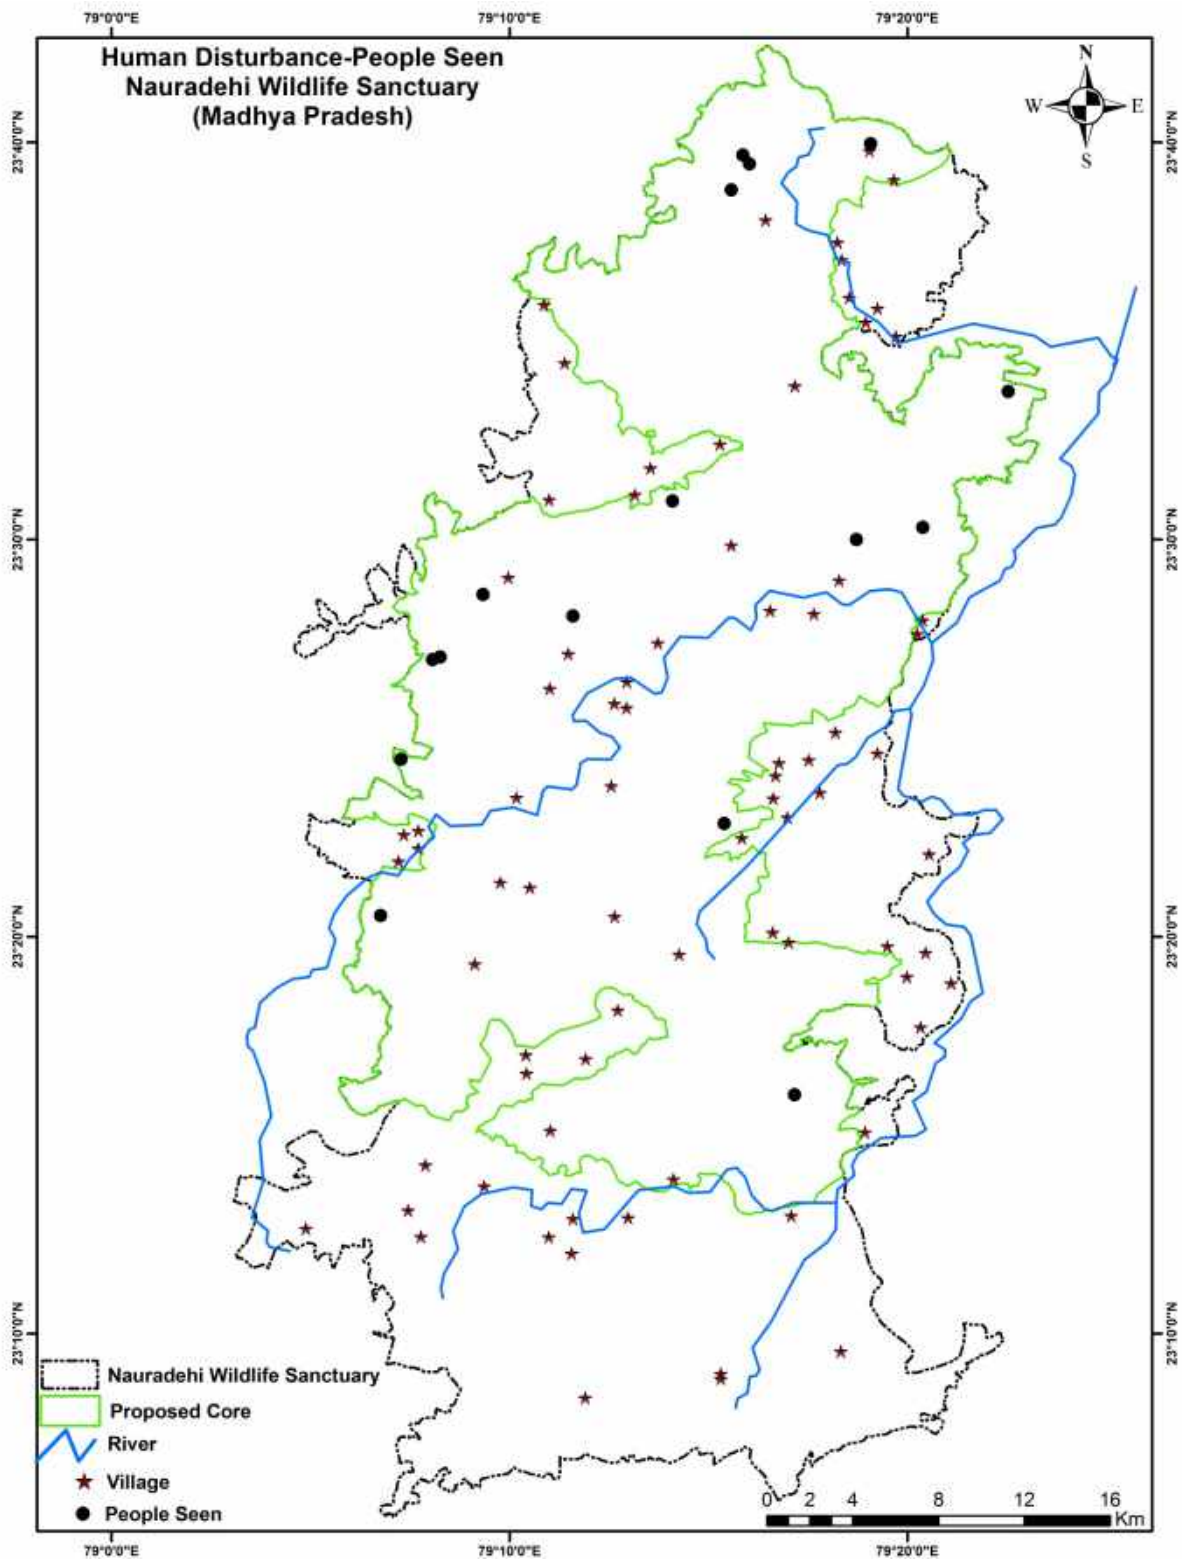 79°0'0"E 79°10'0"E 79°20'0"E
Human Disturbance-People Seen
Nauradehi Wildlife Sanctuary
(Madhya Pradesh)
N
W E
S
23°40'0"N 23°40'0"N
23°30'0"N 23°30'0"N
23°20'0"N 23°20'0"N
23°10'0"N 23°10'0"N
Nauradehi Wildlife Sanctuary
Proposed Core
River
Village
People Seen
0 2 4 8 12 16
Km
79°0'0"E 79°10'0"E 79°20'0"E